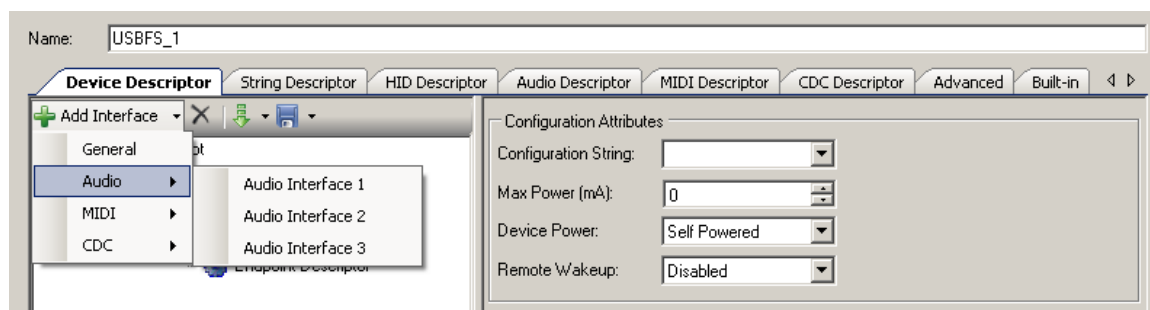 Name: USBFS_1
Device Descriptor String Descriptor HID Descriptor Audio Descriptor MIDI Descriptor CDC Descriptor Advanced Built-in
Add Interface
General
Audio
MIDI
CDC
Audio Interface 1
Audio Interface 2
Audio Interface 3
Endpoint Descriptor
Configuration Attributes
Configuration String:
Max Power (mA): 0
Device Power: Self Powered
Remote Wakeup: Disabled